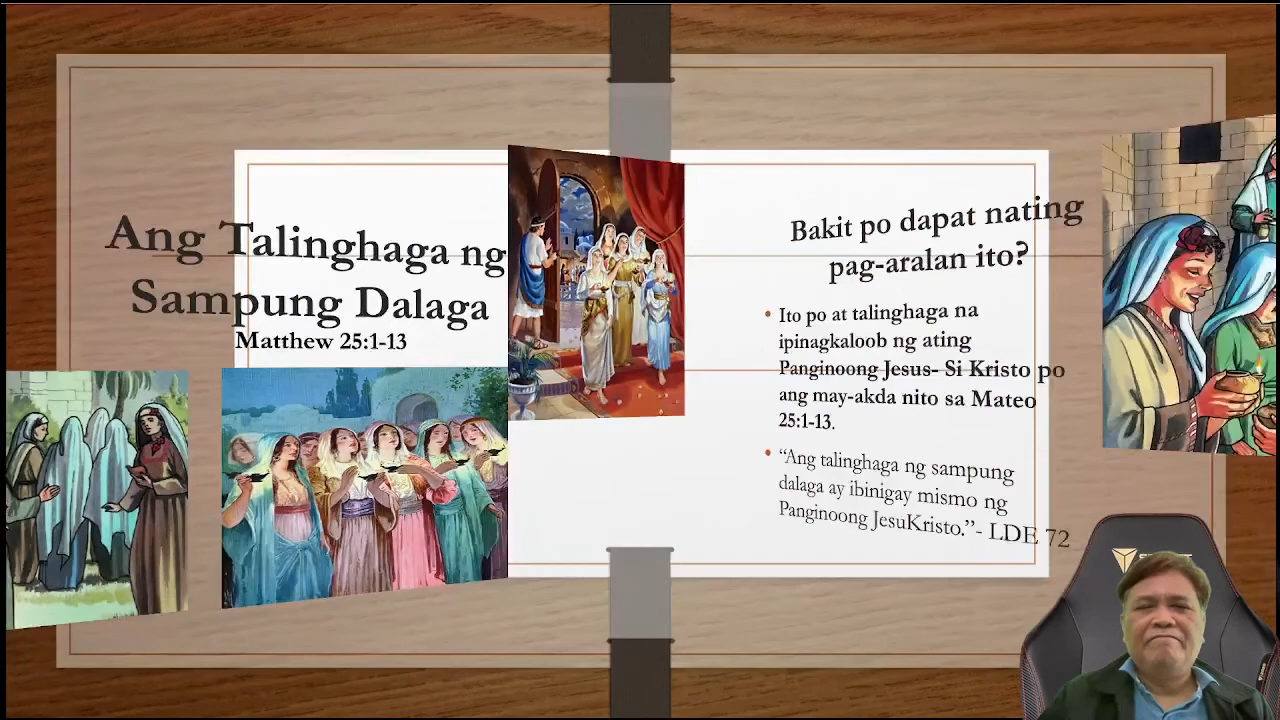 Ang Talinghaga ng
Sampung Dalaga
Matthew 25:1-13
Bakit po dapat nating
pag-aralan ito?
• Ito po at talinghaga na
ipinagkaloob ng ating
Panginoong Jesus- Si Kristo po
ang may-akda nito sa Mateo
25:1-13.
• “Ang talinghaga ng sampung
dalaga ay ibinigay mismo ng
Panginoong JesuKristo.”- LDE 72